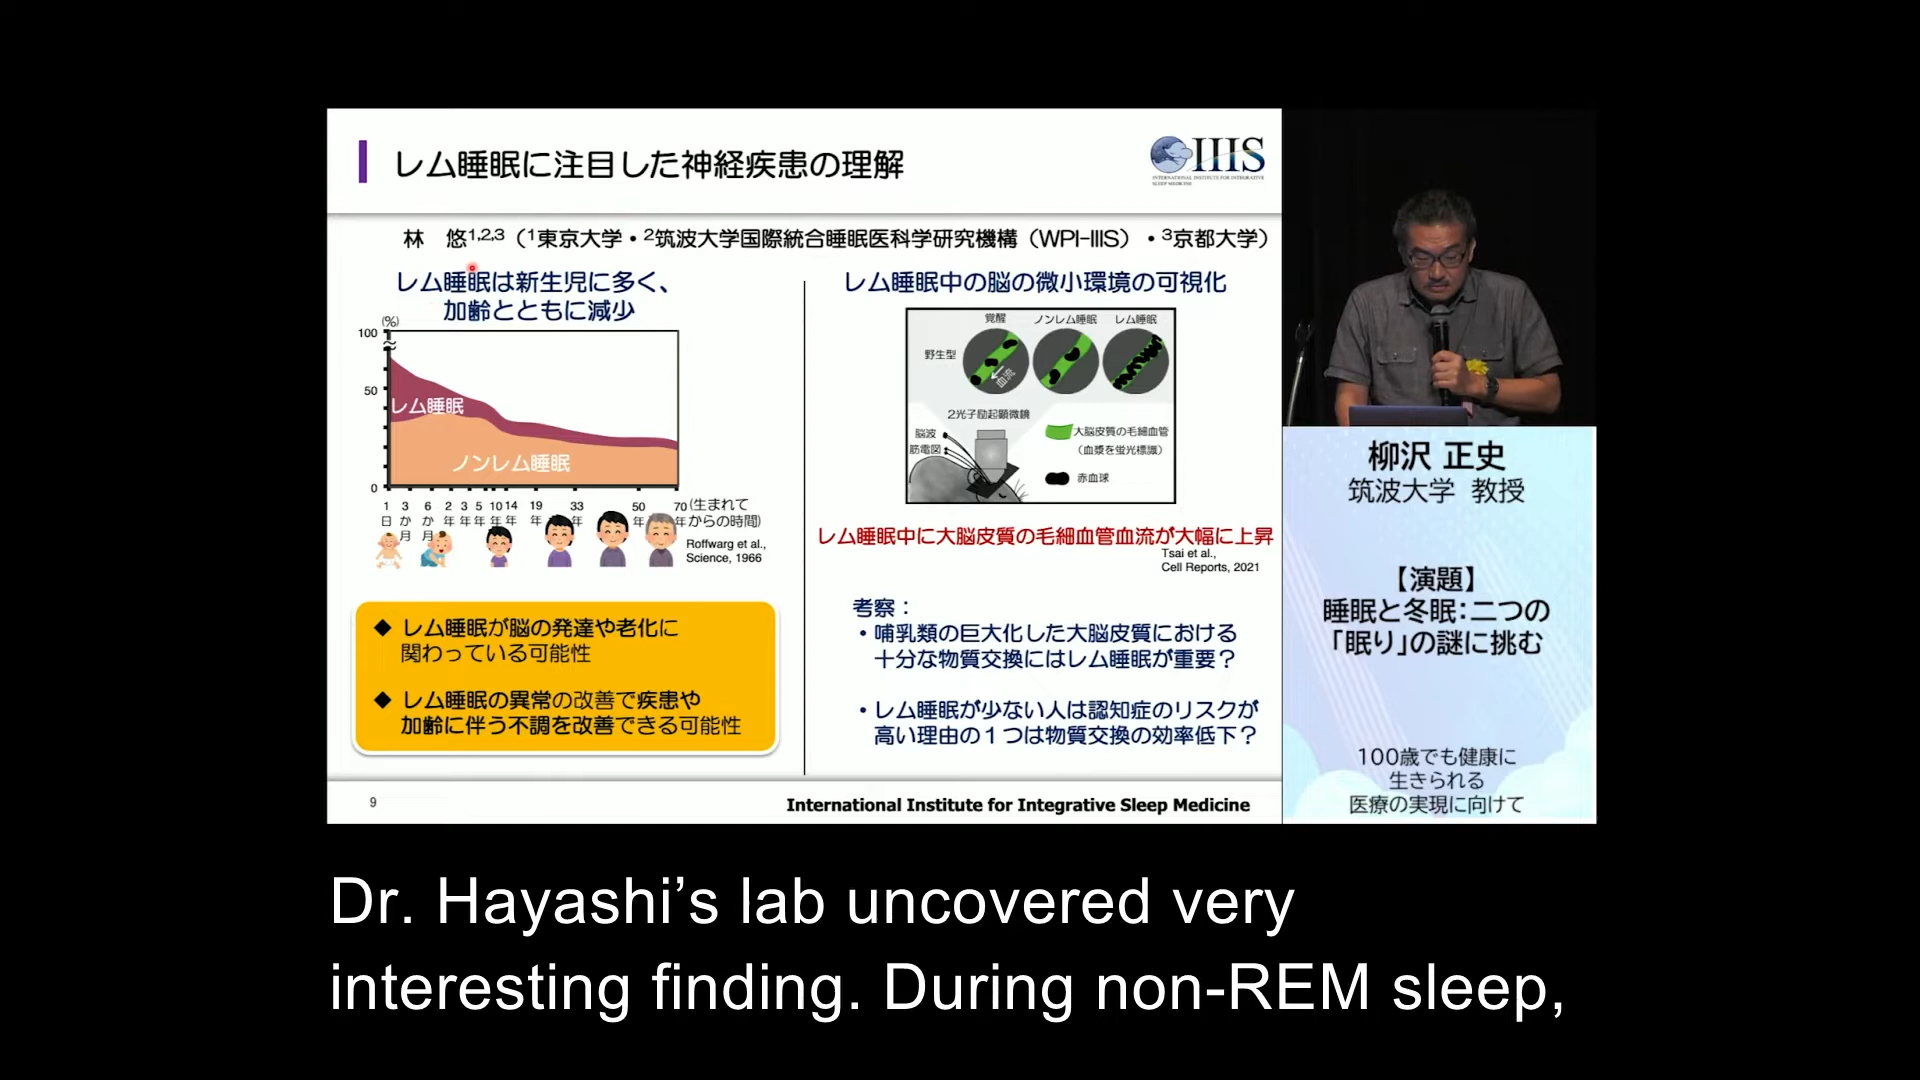 レム睡眠に注目した神経疾患の理解
IIIS
INTERNATIONAL INSTITUTE FOR INTEGRATIVE
SLEEP MEDICINE
林 悠1,2,3（1東京大学・2筑波大学国際統合睡眠医科学研究機構（WPI-IIIS）・3京都大学）
レム睡眠は新生児に多く、
加齢とともに減少
(%)
100
50
0
レム睡眠
ノンレム睡眠
1日 3か月 6か月 2年 3年 5年 10年 14年 19年 33年 50年 70年
(生まれて
からの時間)
Roffwarg et al.,
Science, 1966
◆ レム睡眠が脳の発達や老化に
関わっている可能性
◆ レム睡眠の異常の改善で疾患や
加齢に伴う不調を改善できる可能性
レム睡眠中の脳の微小環境の可視化
覚醒 ノンレム睡眠 レム睡眠
野生型
血流
2光子励起顕微鏡
脳波
筋電図
大脳皮質の毛細血管
（血漿を蛍光標識）
赤血球
レム睡眠中に大脳皮質の毛細血管血流が大幅に上昇
Tsai et al.,
Cell Reports, 2021
考察：
・哺乳類の巨大化した大脳皮質における
十分な物質交換にはレム睡眠が重要？
・レム睡眠が少ない人は認知症のリスクが
高い理由の１つは物質交換の効率低下？
9
International Institute for Integrative Sleep Medicine
柳沢 正史
筑波大学 教授
【演題】
睡眠と冬眠：二つの
「眠り」の謎に挑む
100歳でも健康に
生きられる
医療の実現に向けて
Dr. Hayashi’s lab uncovered very
interesting finding. During non-REM sleep,